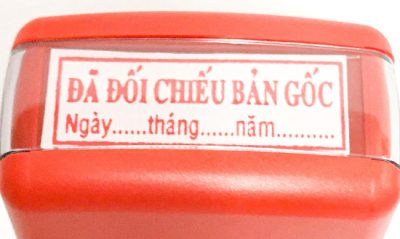 ĐÃ ĐỐI CHIẾU BẢN GỐC
Ngày......tháng......năm..........